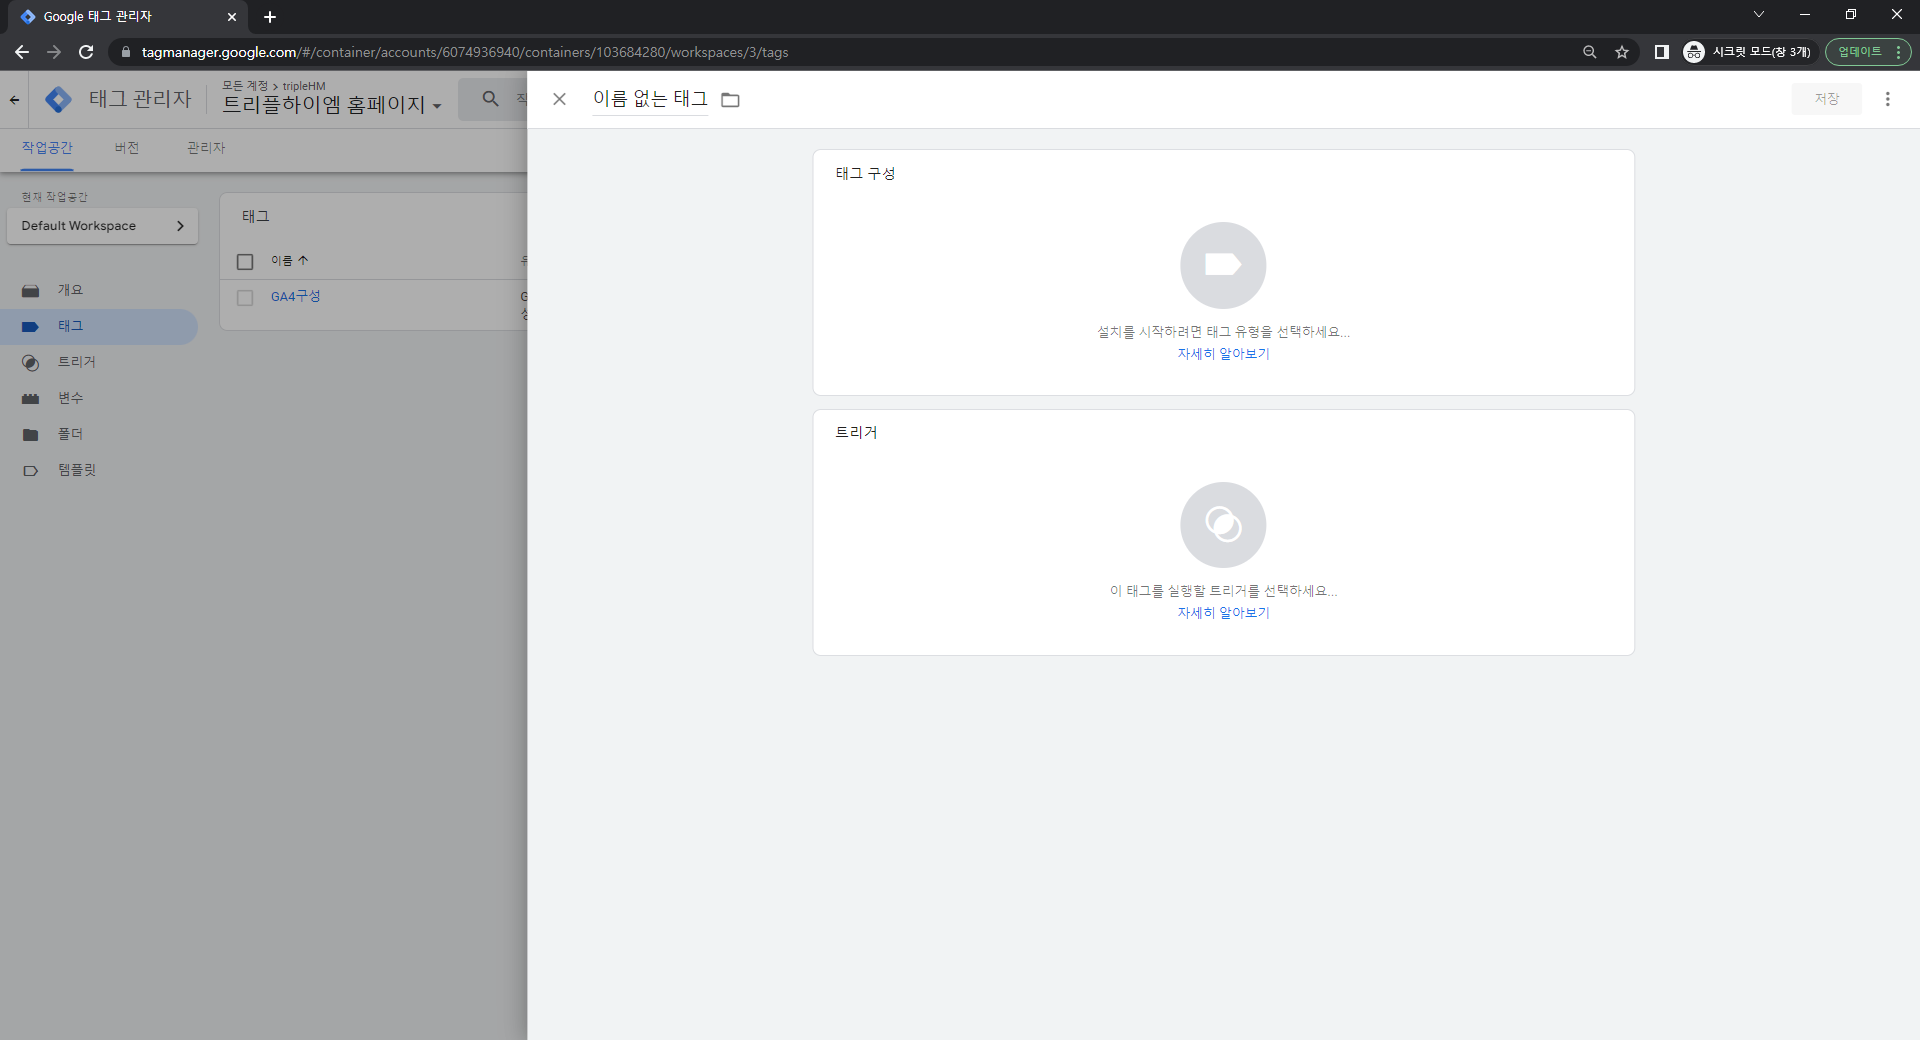 Google 태그 관리자
tagmanager.google.com/#/container/accounts/6074936940/containers/103684280/workspaces/3/tags
시크릿 모드(창 3개)
업데이트
태그 관리자
모든 계정 > tripleHM
트리플하이엠 홈페이지
이름 없는 태그
저장
작업공간
버전
관리자
현재 작업공간
Default Workspace
개요
태그
트리거
변수
폴더
템플릿
태그
이름
GA4구성
태그 구성
설치를 시작하려면 태그 유형을 선택하세요...
자세히 알아보기
트리거
이 태그를 실행할 트리거를 선택하세요...
자세히 알아보기